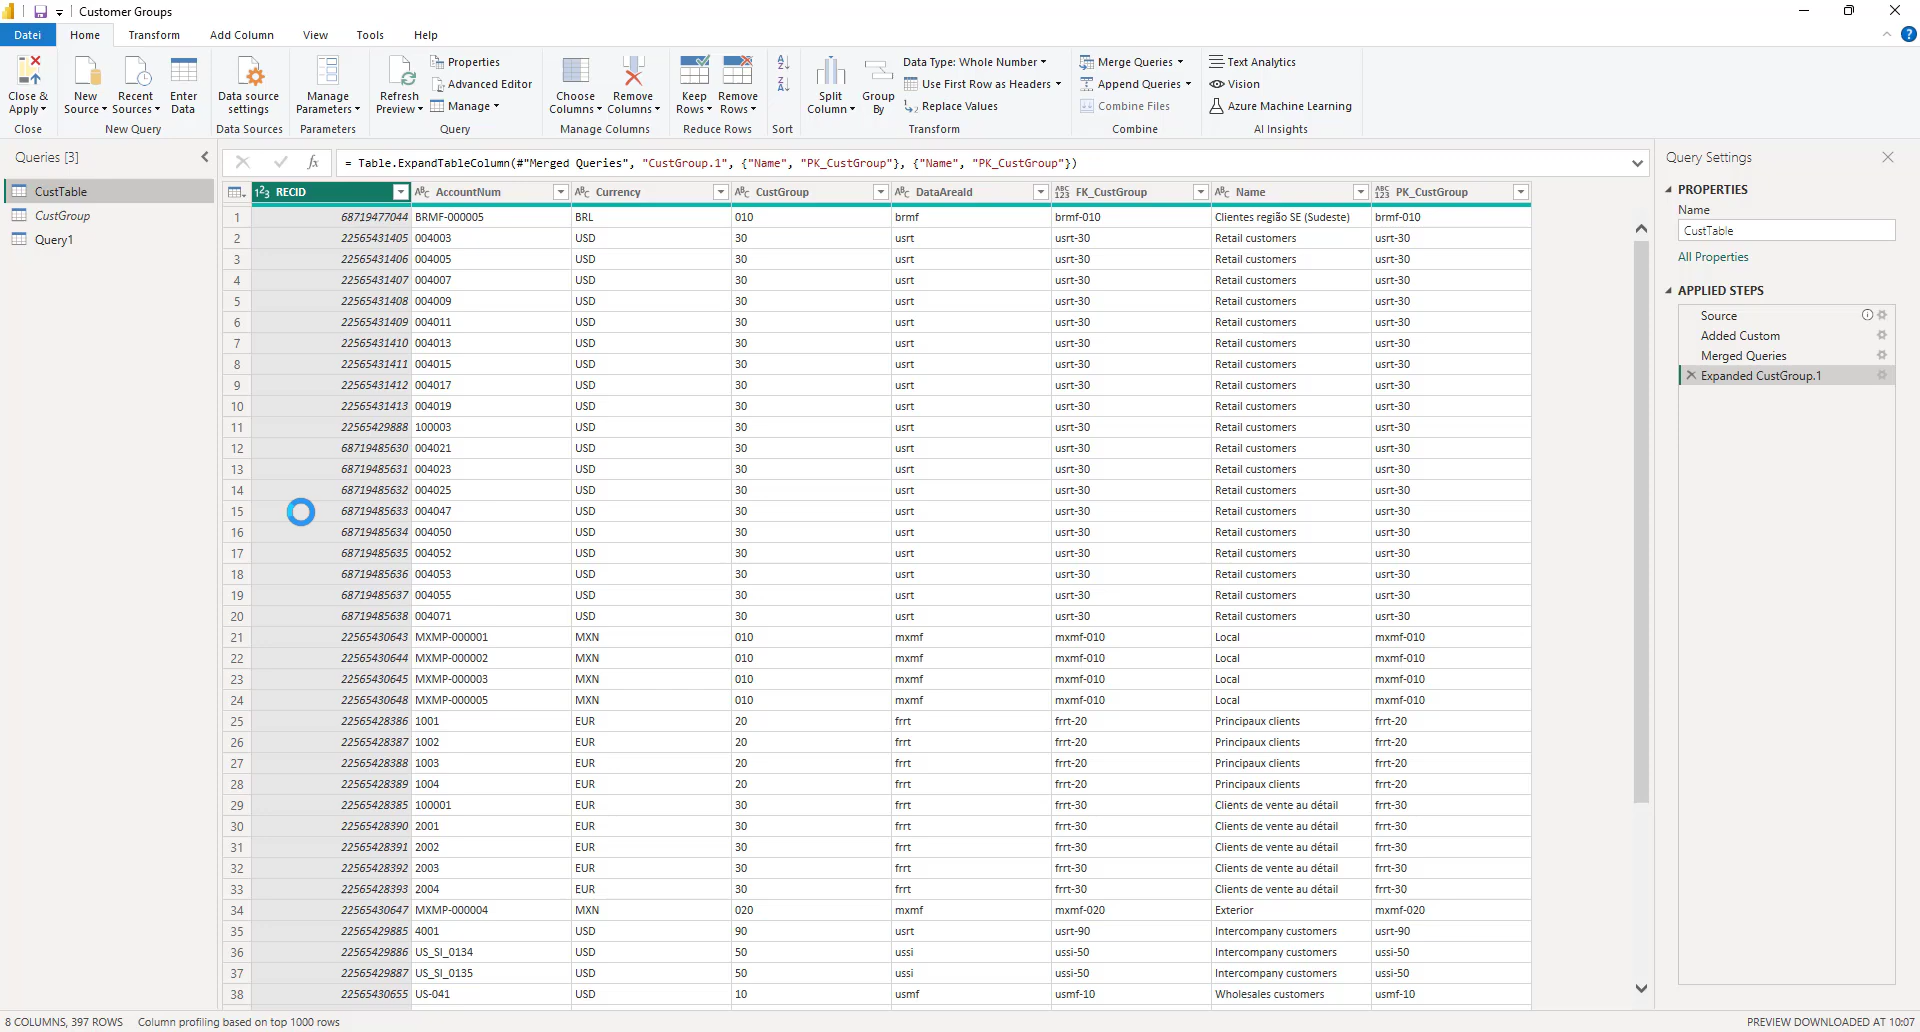 Customer Groups
Datei Home Transform Add Column View Tools Help
Close & Apply
Close
New Source
Recent Sources
Enter Data
New Query
Data source settings
Data Sources
Manage Parameters
Parameters
Refresh Preview
Properties
Advanced Editor
Manage
Query
Choose Columns
Remove Columns
Manage Columns
Keep Rows
Remove Rows
Reduce Rows
Sort
Split Column
Group By
Data Type: Whole Number
Use First Row as Headers
Replace Values
Transform
Merge Queries
Append Queries
Combine Files
Combine
Text Analytics
Vision
Azure Machine Learning
AI Insights
Queries [3]
CustTable
CustGroup
Query1
fx = Table.ExpandTableColumn(#"Merged Queries", "CustGroup.1", {"Name", "PK_CustGroup"}, {"Name", "PK_CustGroup"})
RECID AccountNum Currency CustGroup DataAreaId FK_CustGroup Name PK_CustGroup
1 68719477044 BRMF-000005 BRL 010 brmf brmf-010 Clientes região SE (Sudeste) brmf-010
2 22565431405 004003 USD 30 usrt usrt-30 Retail customers usrt-30
3 22565431406 004005 USD 30 usrt usrt-30 Retail customers usrt-30
4 22565431407 004007 USD 30 usrt usrt-30 Retail customers usrt-30
5 22565431408 004009 USD 30 usrt usrt-30 Retail customers usrt-30
6 22565431409 004011 USD 30 usrt usrt-30 Retail customers usrt-30
7 22565431410 004013 USD 30 usrt usrt-30 Retail customers usrt-30
8 22565431411 004015 USD 30 usrt usrt-30 Retail customers usrt-30
9 22565431412 004017 USD 30 usrt usrt-30 Retail customers usrt-30
10 22565431413 004019 USD 30 usrt usrt-30 Retail customers usrt-30
11 22565429888 100003 USD 30 usrt usrt-30 Retail customers usrt-30
12 68719485630 004021 USD 30 usrt usrt-30 Retail customers usrt-30
13 68719485631 004023 USD 30 usrt usrt-30 Retail customers usrt-30
14 68719485632 004025 USD 30 usrt usrt-30 Retail customers usrt-30
15 68719485633 004047 USD 30 usrt usrt-30 Retail customers usrt-30
16 68719485634 004050 USD 30 usrt usrt-30 Retail customers usrt-30
17 68719485635 004052 USD 30 usrt usrt-30 Retail customers usrt-30
18 68719485636 004053 USD 30 usrt usrt-30 Retail customers usrt-30
19 68719485637 004055 USD 30 usrt usrt-30 Retail customers usrt-30
20 68719485638 004071 USD 30 usrt usrt-30 Retail customers usrt-30
21 22565430643 MXMP-000001 MXN 010 mxmf mxmf-010 Local mxmf-010
22 22565430644 MXMP-000002 MXN 010 mxmf mxmf-010 Local mxmf-010
23 22565430645 MXMP-000003 MXN 010 mxmf mxmf-010 Local mxmf-010
24 22565430648 MXMP-000005 MXN 010 mxmf mxmf-010 Local mxmf-010
25 22565428386 1001 EUR 20 frrt frrt-20 Principaux clients frrt-20
26 22565428387 1002 EUR 20 frrt frrt-20 Principaux clients frrt-20
27 22565428388 1003 EUR 20 frrt frrt-20 Principaux clients frrt-20
28 22565428389 1004 EUR 20 frrt frrt-20 Principaux clients frrt-20
29 22565428385 100001 EUR 30 frrt frrt-30 Clients de vente au détail frrt-30
30 22565428390 2001 EUR 30 frrt frrt-30 Clients de vente au détail frrt-30
31 22565428391 2002 EUR 30 frrt frrt-30 Clients de vente au détail frrt-30
32 22565428392 2003 EUR 30 frrt frrt-30 Clients de vente au détail frrt-30
33 22565428393 2004 EUR 30 frrt frrt-30 Clients de vente au détail frrt-30
34 22565430647 MXMP-000004 MXN 020 mxmf mxmf-020 Exterior mxmf-020
35 22565429885 4001 USD 90 usrt usrt-90 Intercompany customers usrt-90
36 22565429886 US_SI_0134 USD 50 ussi ussi-50 Intercompany customers ussi-50
37 22565429887 US_SI_0135 USD 50 ussi ussi-50 Intercompany customers ussi-50
38 22565430655 US-041 USD 10 usmf usmf-10 Wholesales customers usmf-10
Query Settings
PROPERTIES
Name
CustTable
All Properties
APPLIED STEPS
Source
Added Custom
Merged Queries
Expanded CustGroup.1
8 COLUMNS, 397 ROWS Column profiling based on top 1000 rows
PREVIEW DOWNLOADED AT 10:07